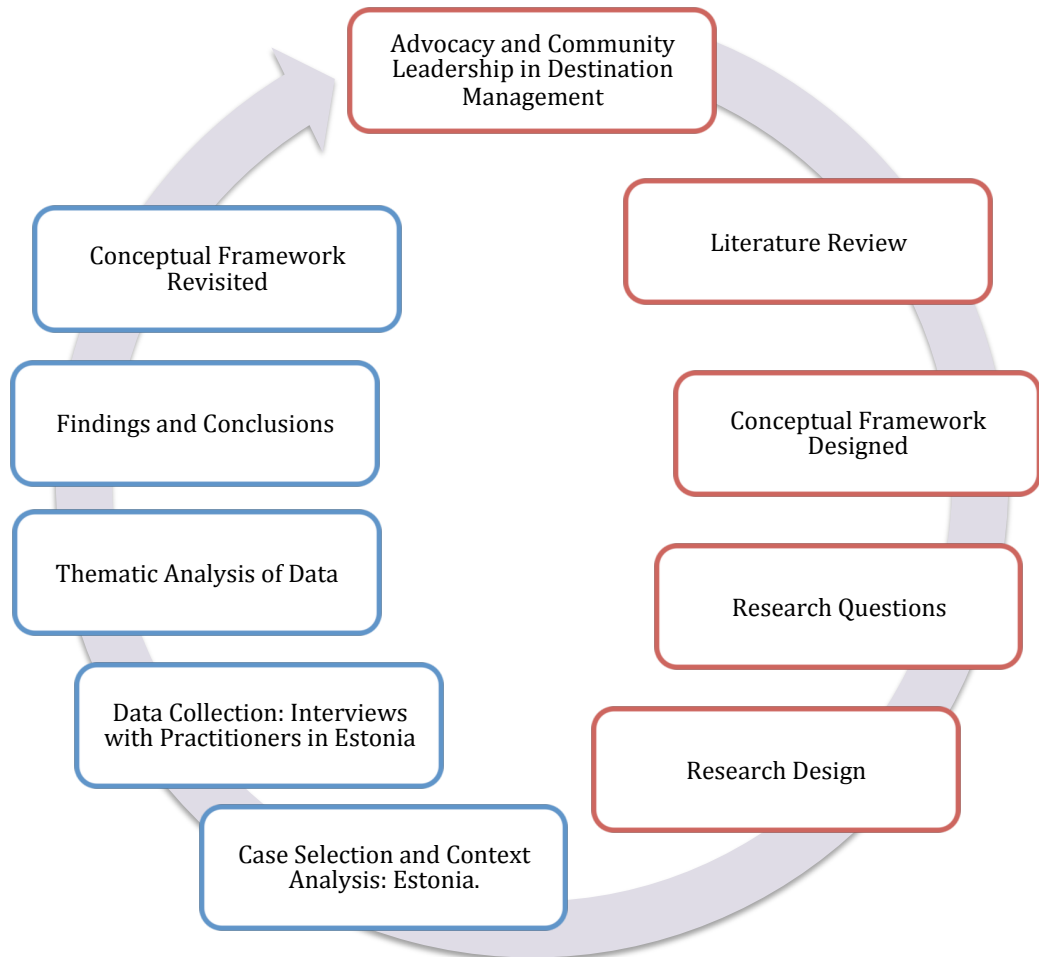 Advocacy and Community
Leadership in Destination
Management
Literature Review
Conceptual Framework
Designed
Research Questions
Research Design
Case Selection and Context
Analysis: Estonia.
Data Collection: Interviews
with Practitioners in Estonia
Thematic Analysis of Data
Findings and Conclusions
Conceptual Framework
Revisited